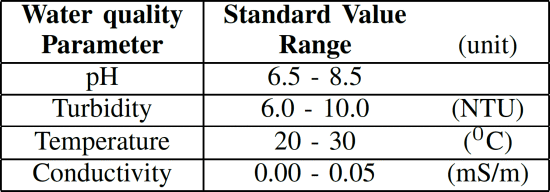 Water quality Standard Value
Parameter Range (unit)
pH 6.5 - 8.5
Turbidity 6.0 - 10.0 (NTU)
Temperature 20 - 30 (⁰C)
Conductivity 0.00 - 0.05 (mS/m)